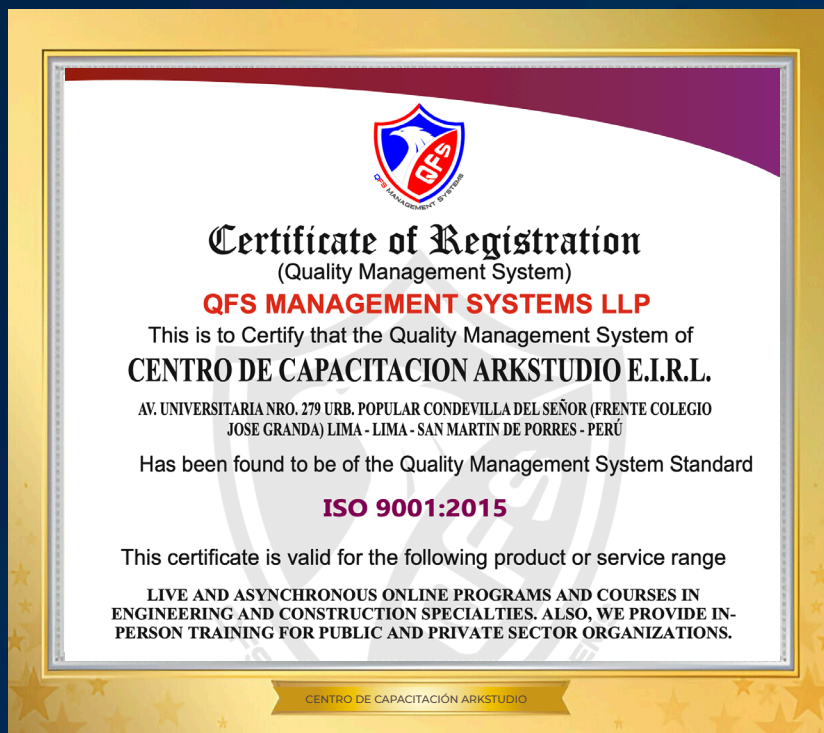 QFS
QFS MANAGEMENT SYSTEMS
Certificate of Registration
(Quality Management System)
QFS MANAGEMENT SYSTEMS LLP
This is to Certify that the Quality Management System of
CENTRO DE CAPACITACION ARKSTUDIO E.I.R.L.
AV. UNIVERSITARIA NRO. 279 URB. POPULAR CONDEVILLA DEL SEÑOR (FRENTE COLEGIO
JOSE GRANDA) LIMA - LIMA - SAN MARTIN DE PORRES - PERÚ
Has been found to be of the Quality Management System Standard
ISO 9001:2015
This certificate is valid for the following product or service range
LIVE AND ASYNCHRONOUS ONLINE PROGRAMS AND COURSES IN
ENGINEERING AND CONSTRUCTION SPECIALTIES. ALSO, WE PROVIDE IN-
PERSON TRAINING FOR PUBLIC AND PRIVATE SECTOR ORGANIZATIONS.
CENTRO DE CAPACITACIÓN ARKSTUDIO